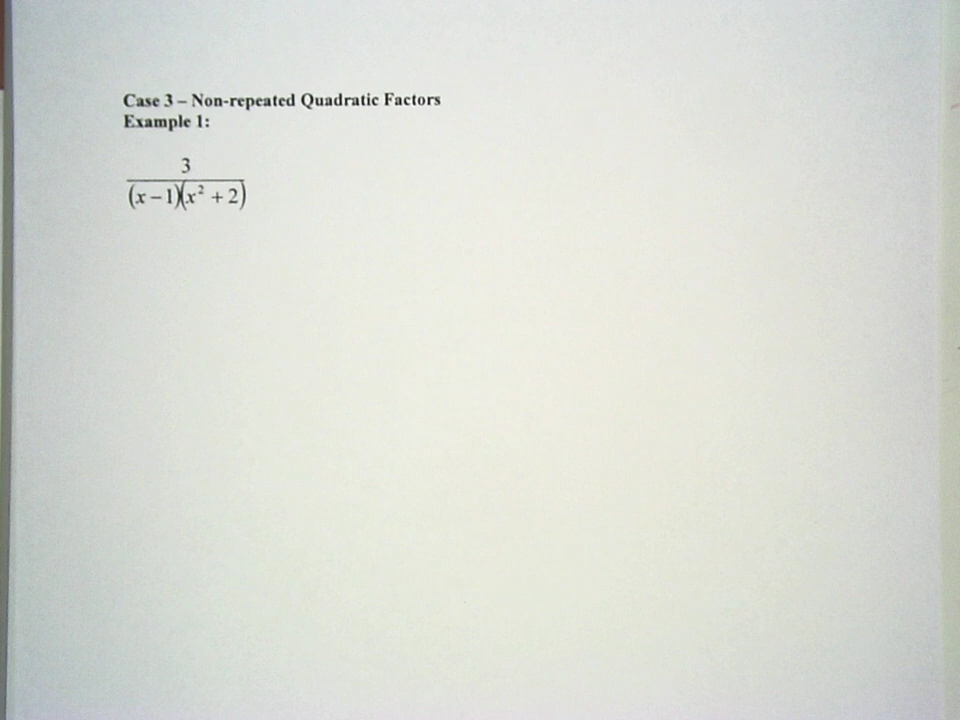 Case 3 – Non-repeated Quadratic Factors
Example 1:
3
(x − 1)(x² + 2)